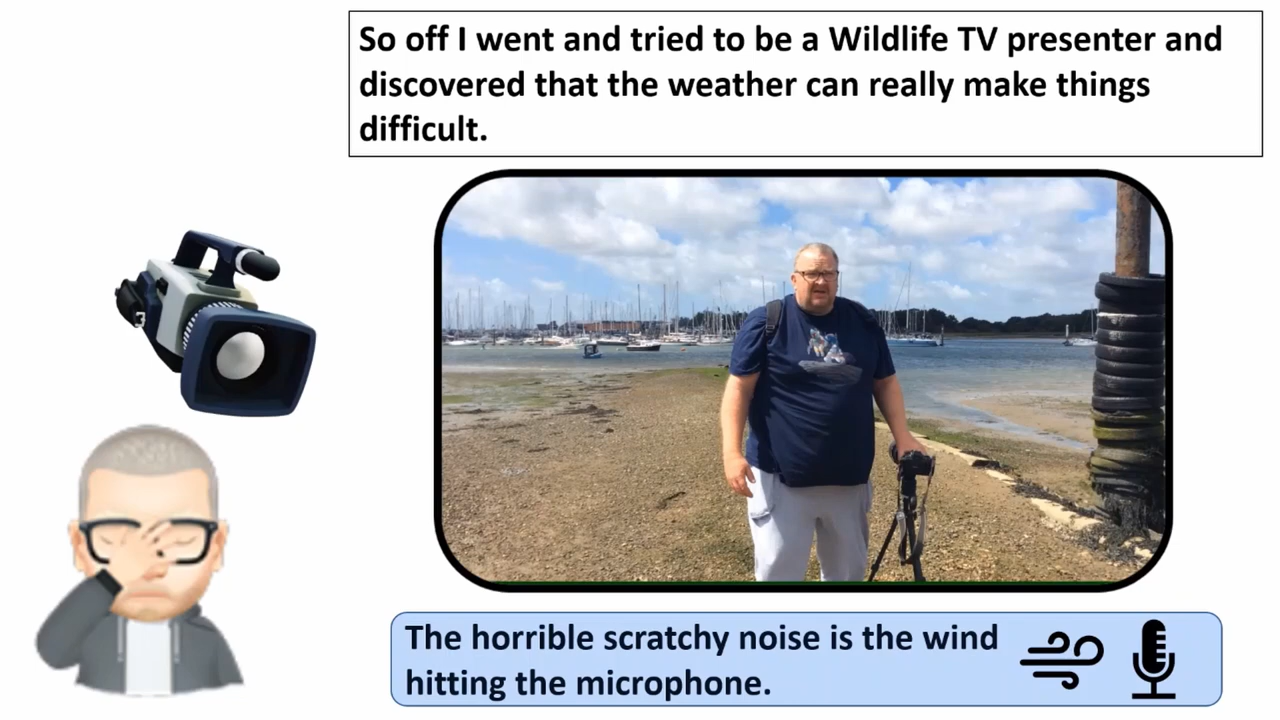 So off I went and tried to be a Wildlife TV presenter and
discovered that the weather can really make things
difficult.
The horrible scratchy noise is the wind
hitting the microphone.